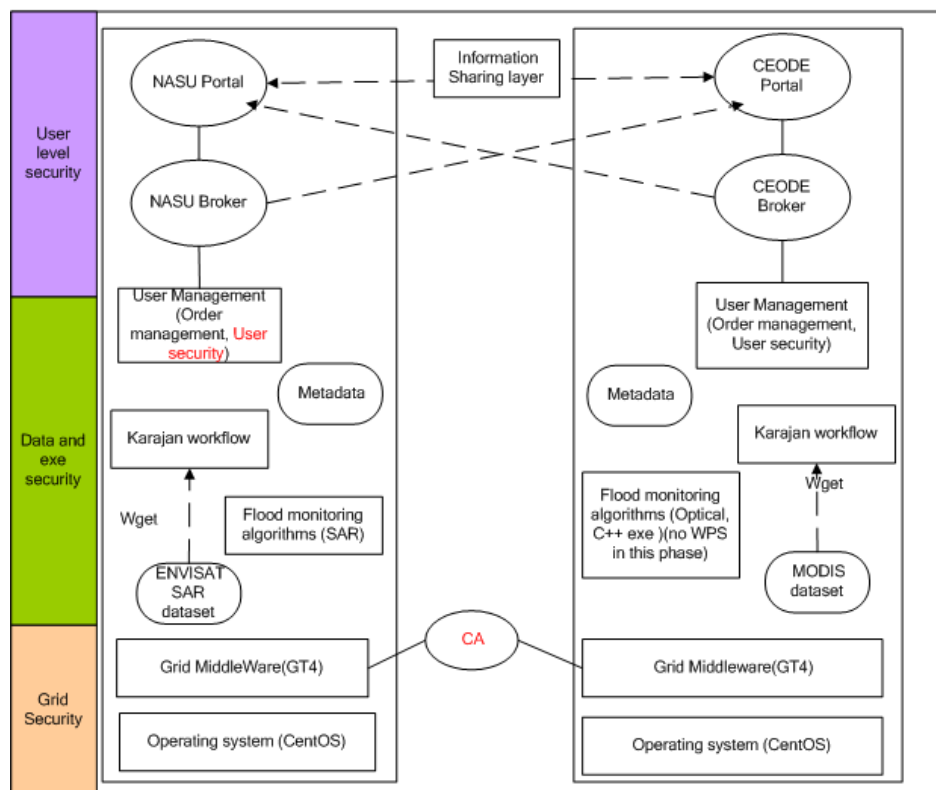 User
level
security
Data and
exe
security
Grid
Security
NASU Portal
NASU Broker
User Management
(Order
management, User
security)
Metadata
Karajan workflow
Wget
Flood monitoring
algorithms (SAR)
ENVISAT
SAR
dataset
Grid MiddleWare(GT4)
Operating system (CentOS)
Information
Sharing layer
CA
CEODE
Portal
CEODE
Broker
User Management
(Order management,
User security)
Metadata
Karajan workflow
Wget
Flood monitoring
algorithms (Optical,
C++ exe )(no WPS
in this phase)
MODIS
dataset
Grid Middleware(GT4)
Operating system (CentOS)